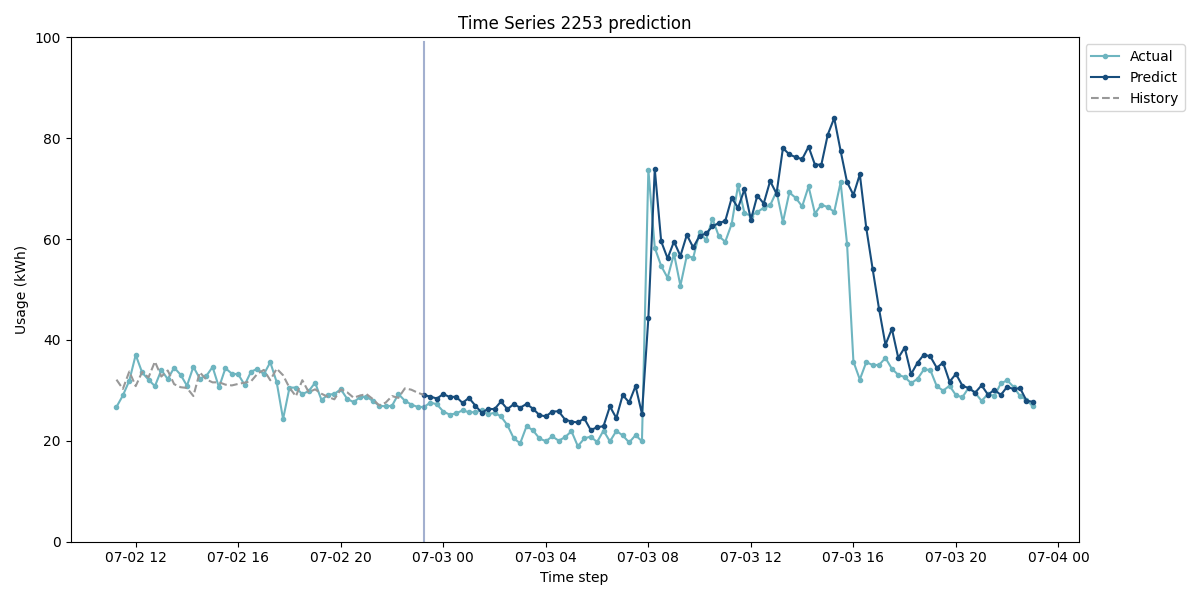 Time Series 2253 prediction
Usage (kWh)
100
80
60
40
20
0
07-02 12
07-02 16
07-02 20
07-03 00
07-03 04
07-03 08
07-03 12
07-03 16
07-03 20
07-04 00
Time step
Actual
Predict
History